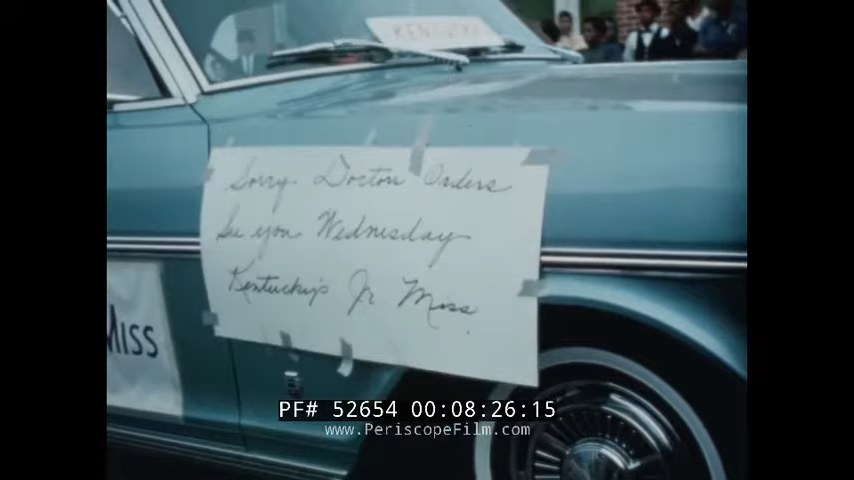 KENTUCKY
Sorry. Doctor Orders
See you Wednesday
Kentucky's Jr Miss
MISS
PF# 52654 00:08:26:15
www.PeriscopeFilm.com